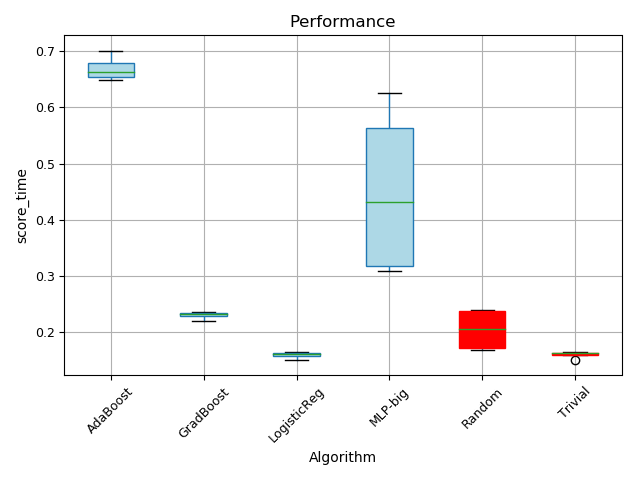 Performance
0.7
0.6
0.5
0.4
0.3
0.2
score_time
AdaBoost
GradBoost
LogisticReg
MLP-big
Random
Trivial
Algorithm